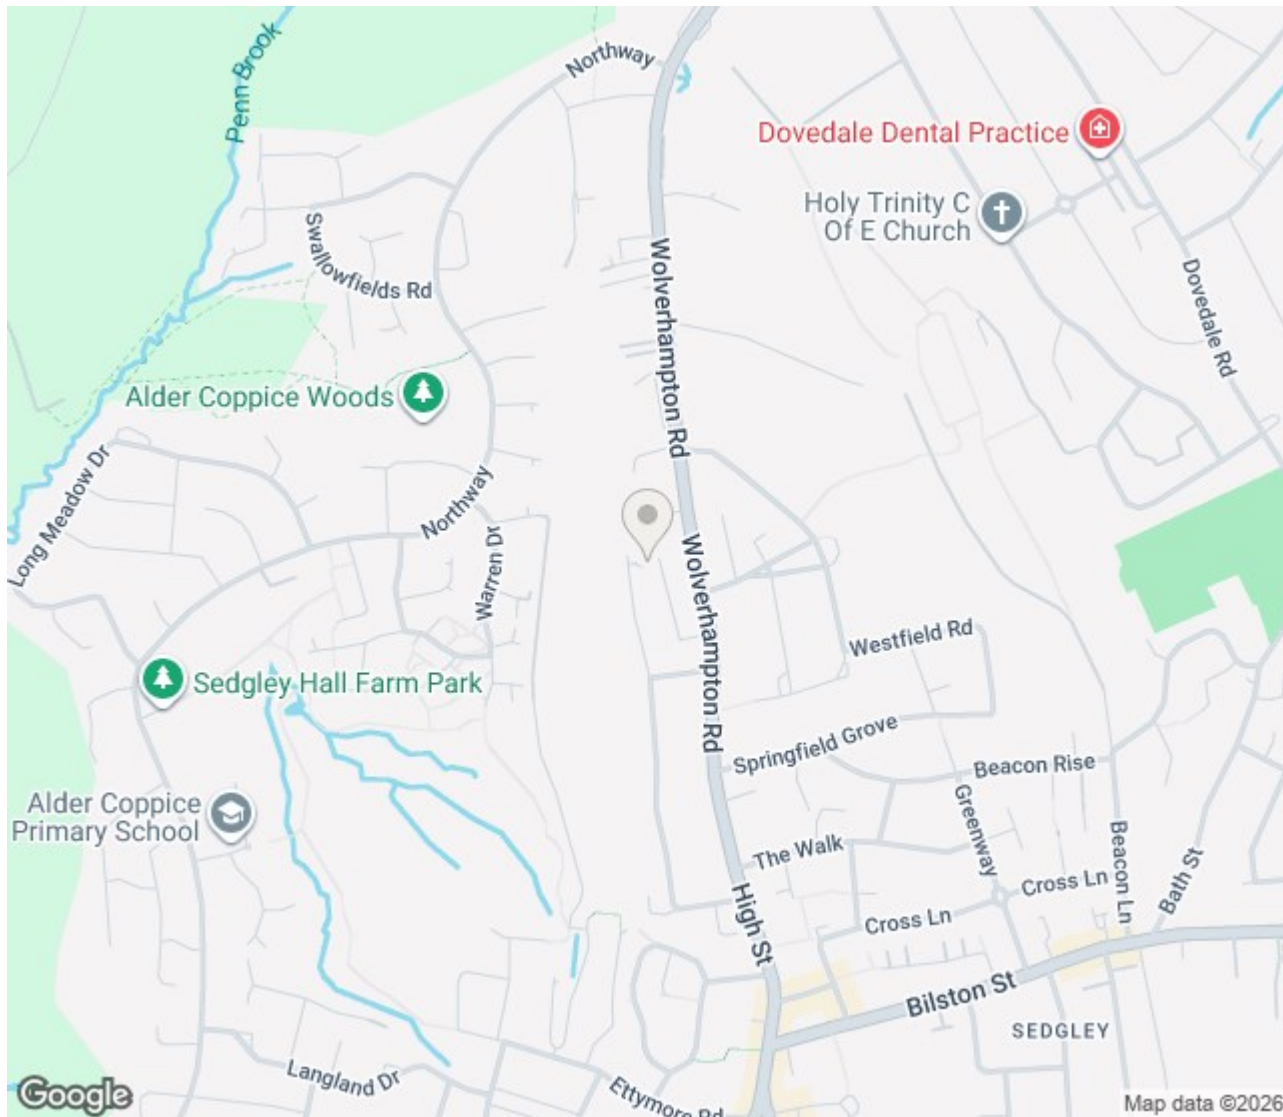 Penn Brook
Northway
Dovedale Dental Practice
Holy Trinity C
Of E Church
Swallowfields Rd
Wolverhampton Rd
Dovedale Rd
Alder Coppice Woods
Long Meadow Dr
Northway
Warren Dr
Wolverhampton Rd
Westfield Rd
Sedgley Hall Farm Park
Springfield Grove
Beacon Rise
Alder Coppice
Primary School
Greenway
The Walk
Beacon Ln
Bath St
Cross Ln
High St
Cross Ln
Bilston St
SEDGLEY
Langland Dr
Ettymore Rd
Google
Map data ©2026